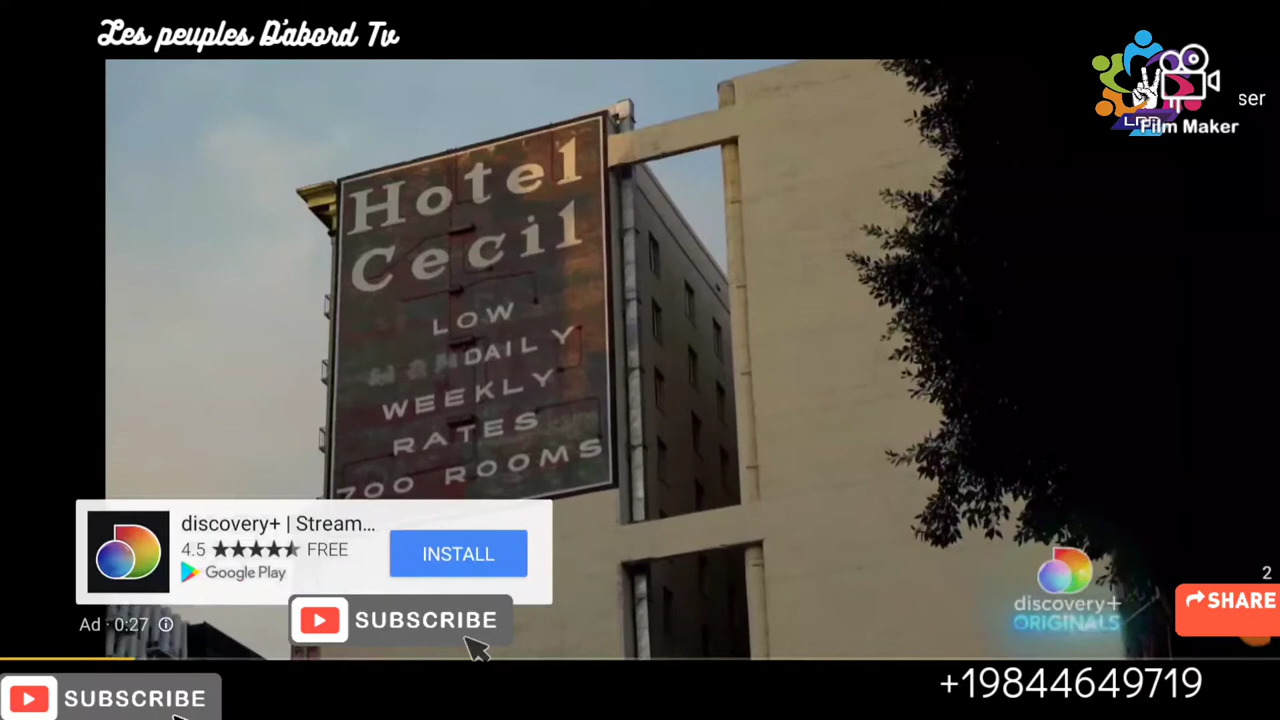 Les peuples D'abord Tv
ser
Film Maker
Hotel
Cecil
LOW
DAILY
WEEKLY
RATES
700 ROOMS
discovery+ | Stream...
4.5 FREE
Google Play
INSTALL
SUBSCRIBE
Ad · 0:27
discovery+
ORIGINALS
2
SHARE
SUBSCRIBE
+19844649719